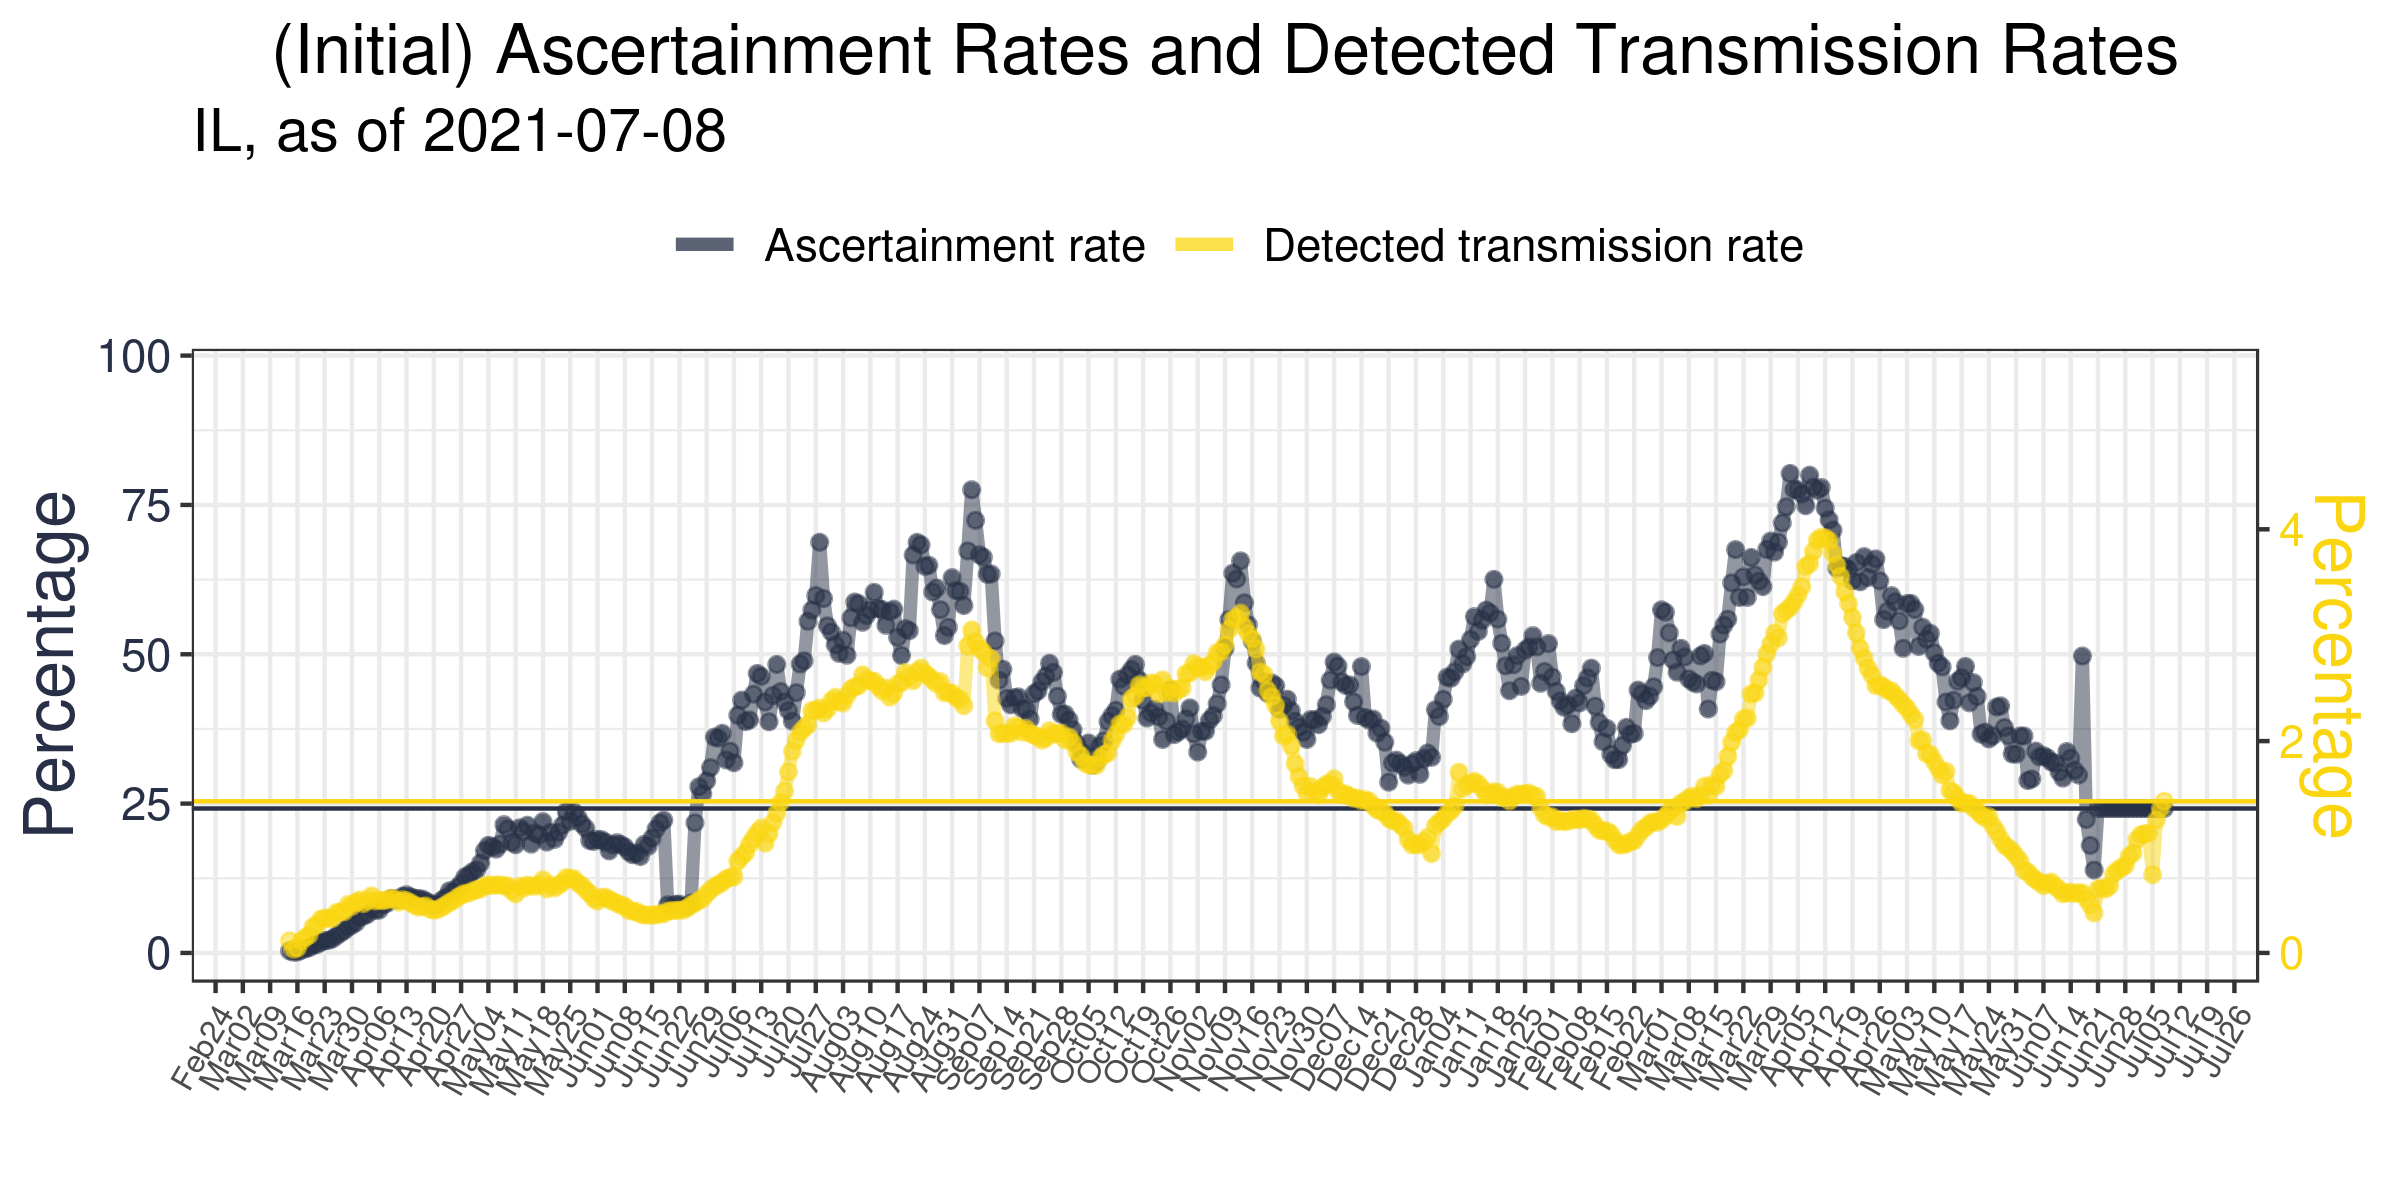 (Initial) Ascertainment Rates and Detected Transmission Rates
IL, as of 2021-07-08
Ascertainment rate
Detected transmission rate
Percentage
100
75
50
25
0
4
2
0
Percentage
Feb24
Mar02
Mar09
Mar16
Mar23
Mar30
Apr06
Apr13
Apr20
Apr27
May04
May11
May18
May25
Jun01
Jun08
Jun15
Jun22
Jun29
Jul06
Jul13
Jul20
Jul27
Aug03
Aug10
Aug17
Aug24
Aug31
Sep07
Sep14
Sep21
Sep28
Oct05
Oct12
Oct19
Oct26
Nov02
Nov09
Nov16
Nov23
Nov30
Dec07
Dec14
Dec21
Dec28
Jan04
Jan11
Jan18
Jan25
Feb01
Feb08
Feb15
Feb22
Mar01
Mar08
Mar15
Mar22
Mar29
Apr05
Apr12
Apr19
Apr26
May03
May10
May17
May24
May31
Jun07
Jun14
Jun21
Jun28
Jul05
Jul12
Jul19
Jul26